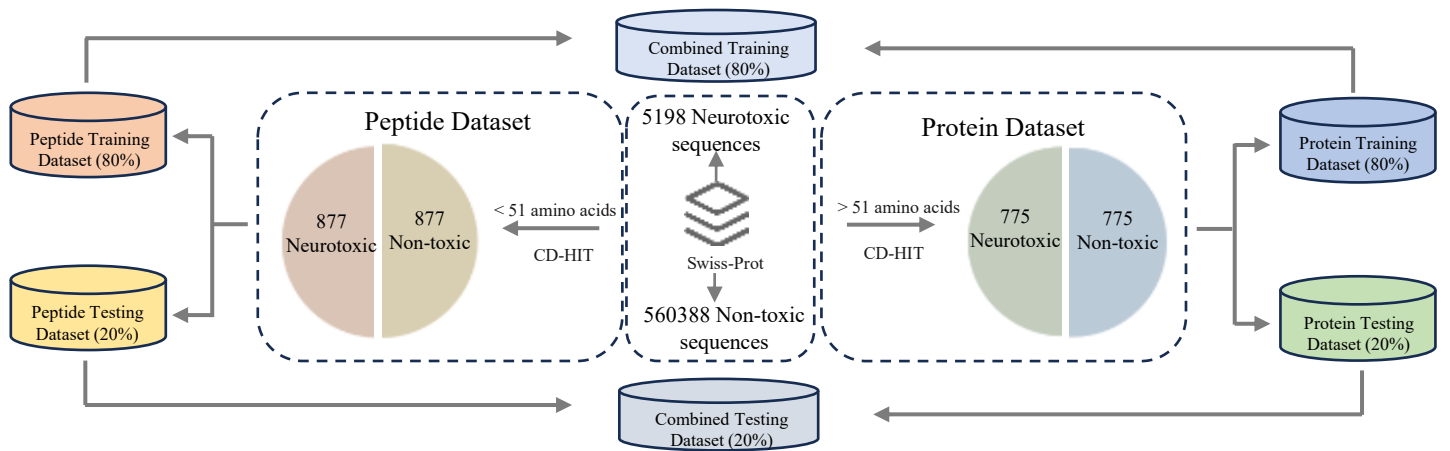 Combined Training
Dataset (80%)
Peptide Training
Dataset (80%)
Peptide Testing
Dataset (20%)
Peptide Dataset
877
Neurotoxic
877
Non-toxic
< 51 amino acids
CD-HIT
5198 Neurotoxic
sequences
Swiss-Prot
560388 Non-toxic
sequences
> 51 amino acids
CD-HIT
Protein Dataset
775
Neurotoxic
775
Non-toxic
Protein Training
Dataset (80%)
Protein Testing
Dataset (20%)
Combined Testing
Dataset (20%)